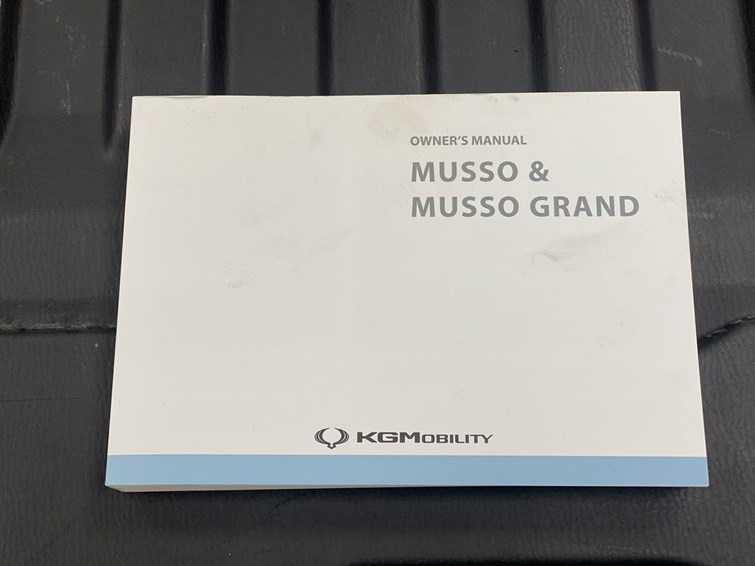 OWNER'S MANUAL
MUSSO &
MUSSO GRAND
KGMOBILITY